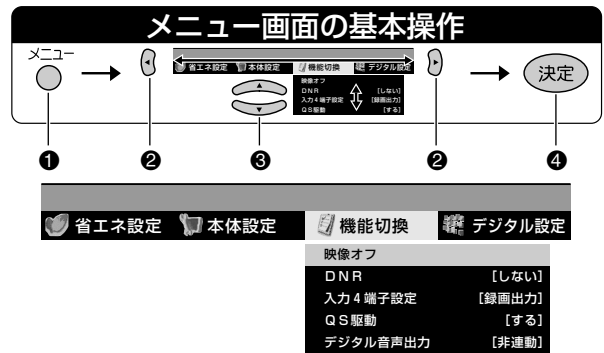 メニュー画面の基本操作
メニュー
省エネ設定 本体設定 機能切換 デジタル設定
映像オフ
DNR [しない]
入力4端子設定 [録画出力]
QS駆動 [する]
決定
❶ ❷ ❸ ❷ ❹
省エネ設定 本体設定 機能切換 デジタル設定
映像オフ
DNR [しない]
入力4端子設定 [録画出力]
QS駆動 [する]
デジタル音声出力 [非連動]